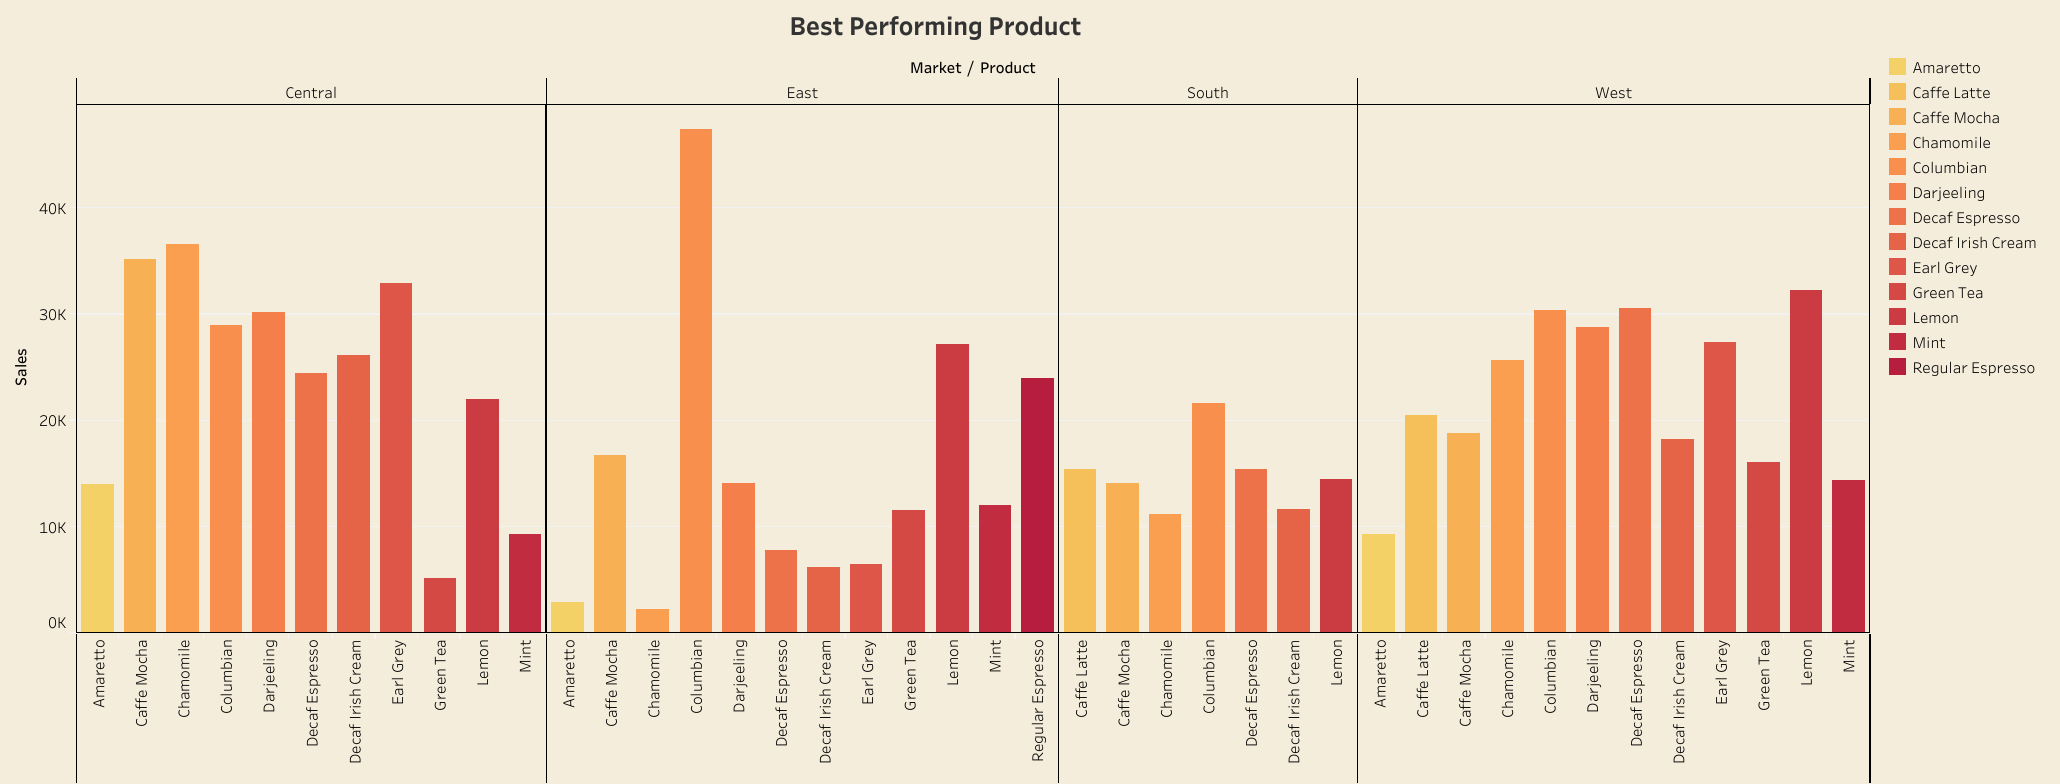 Best Performing Product
Market / Product
Central
East
South
West
Sales
40K
30K
20K
10K
0K
Amaretto
Caffe Mocha
Chamomile
Columbian
Darjeeling
Decaf Espresso
Decaf Irish Cream
Earl Grey
Green Tea
Lemon
Mint
Amaretto
Caffe Mocha
Chamomile
Columbian
Darjeeling
Decaf Espresso
Decaf Irish Cream
Earl Grey
Green Tea
Lemon
Mint
Regular Espresso
Caffe Latte
Caffe Mocha
Chamomile
Columbian
Decaf Espresso
Decaf Irish Cream
Lemon
Amaretto
Caffe Latte
Caffe Mocha
Chamomile
Columbian
Darjeeling
Decaf Espresso
Decaf Irish Cream
Earl Grey
Green Tea
Lemon
Mint
Amaretto
Caffe Latte
Caffe Mocha
Chamomile
Columbian
Darjeeling
Decaf Espresso
Decaf Irish Cream
Earl Grey
Green Tea
Lemon
Mint
Regular Espresso